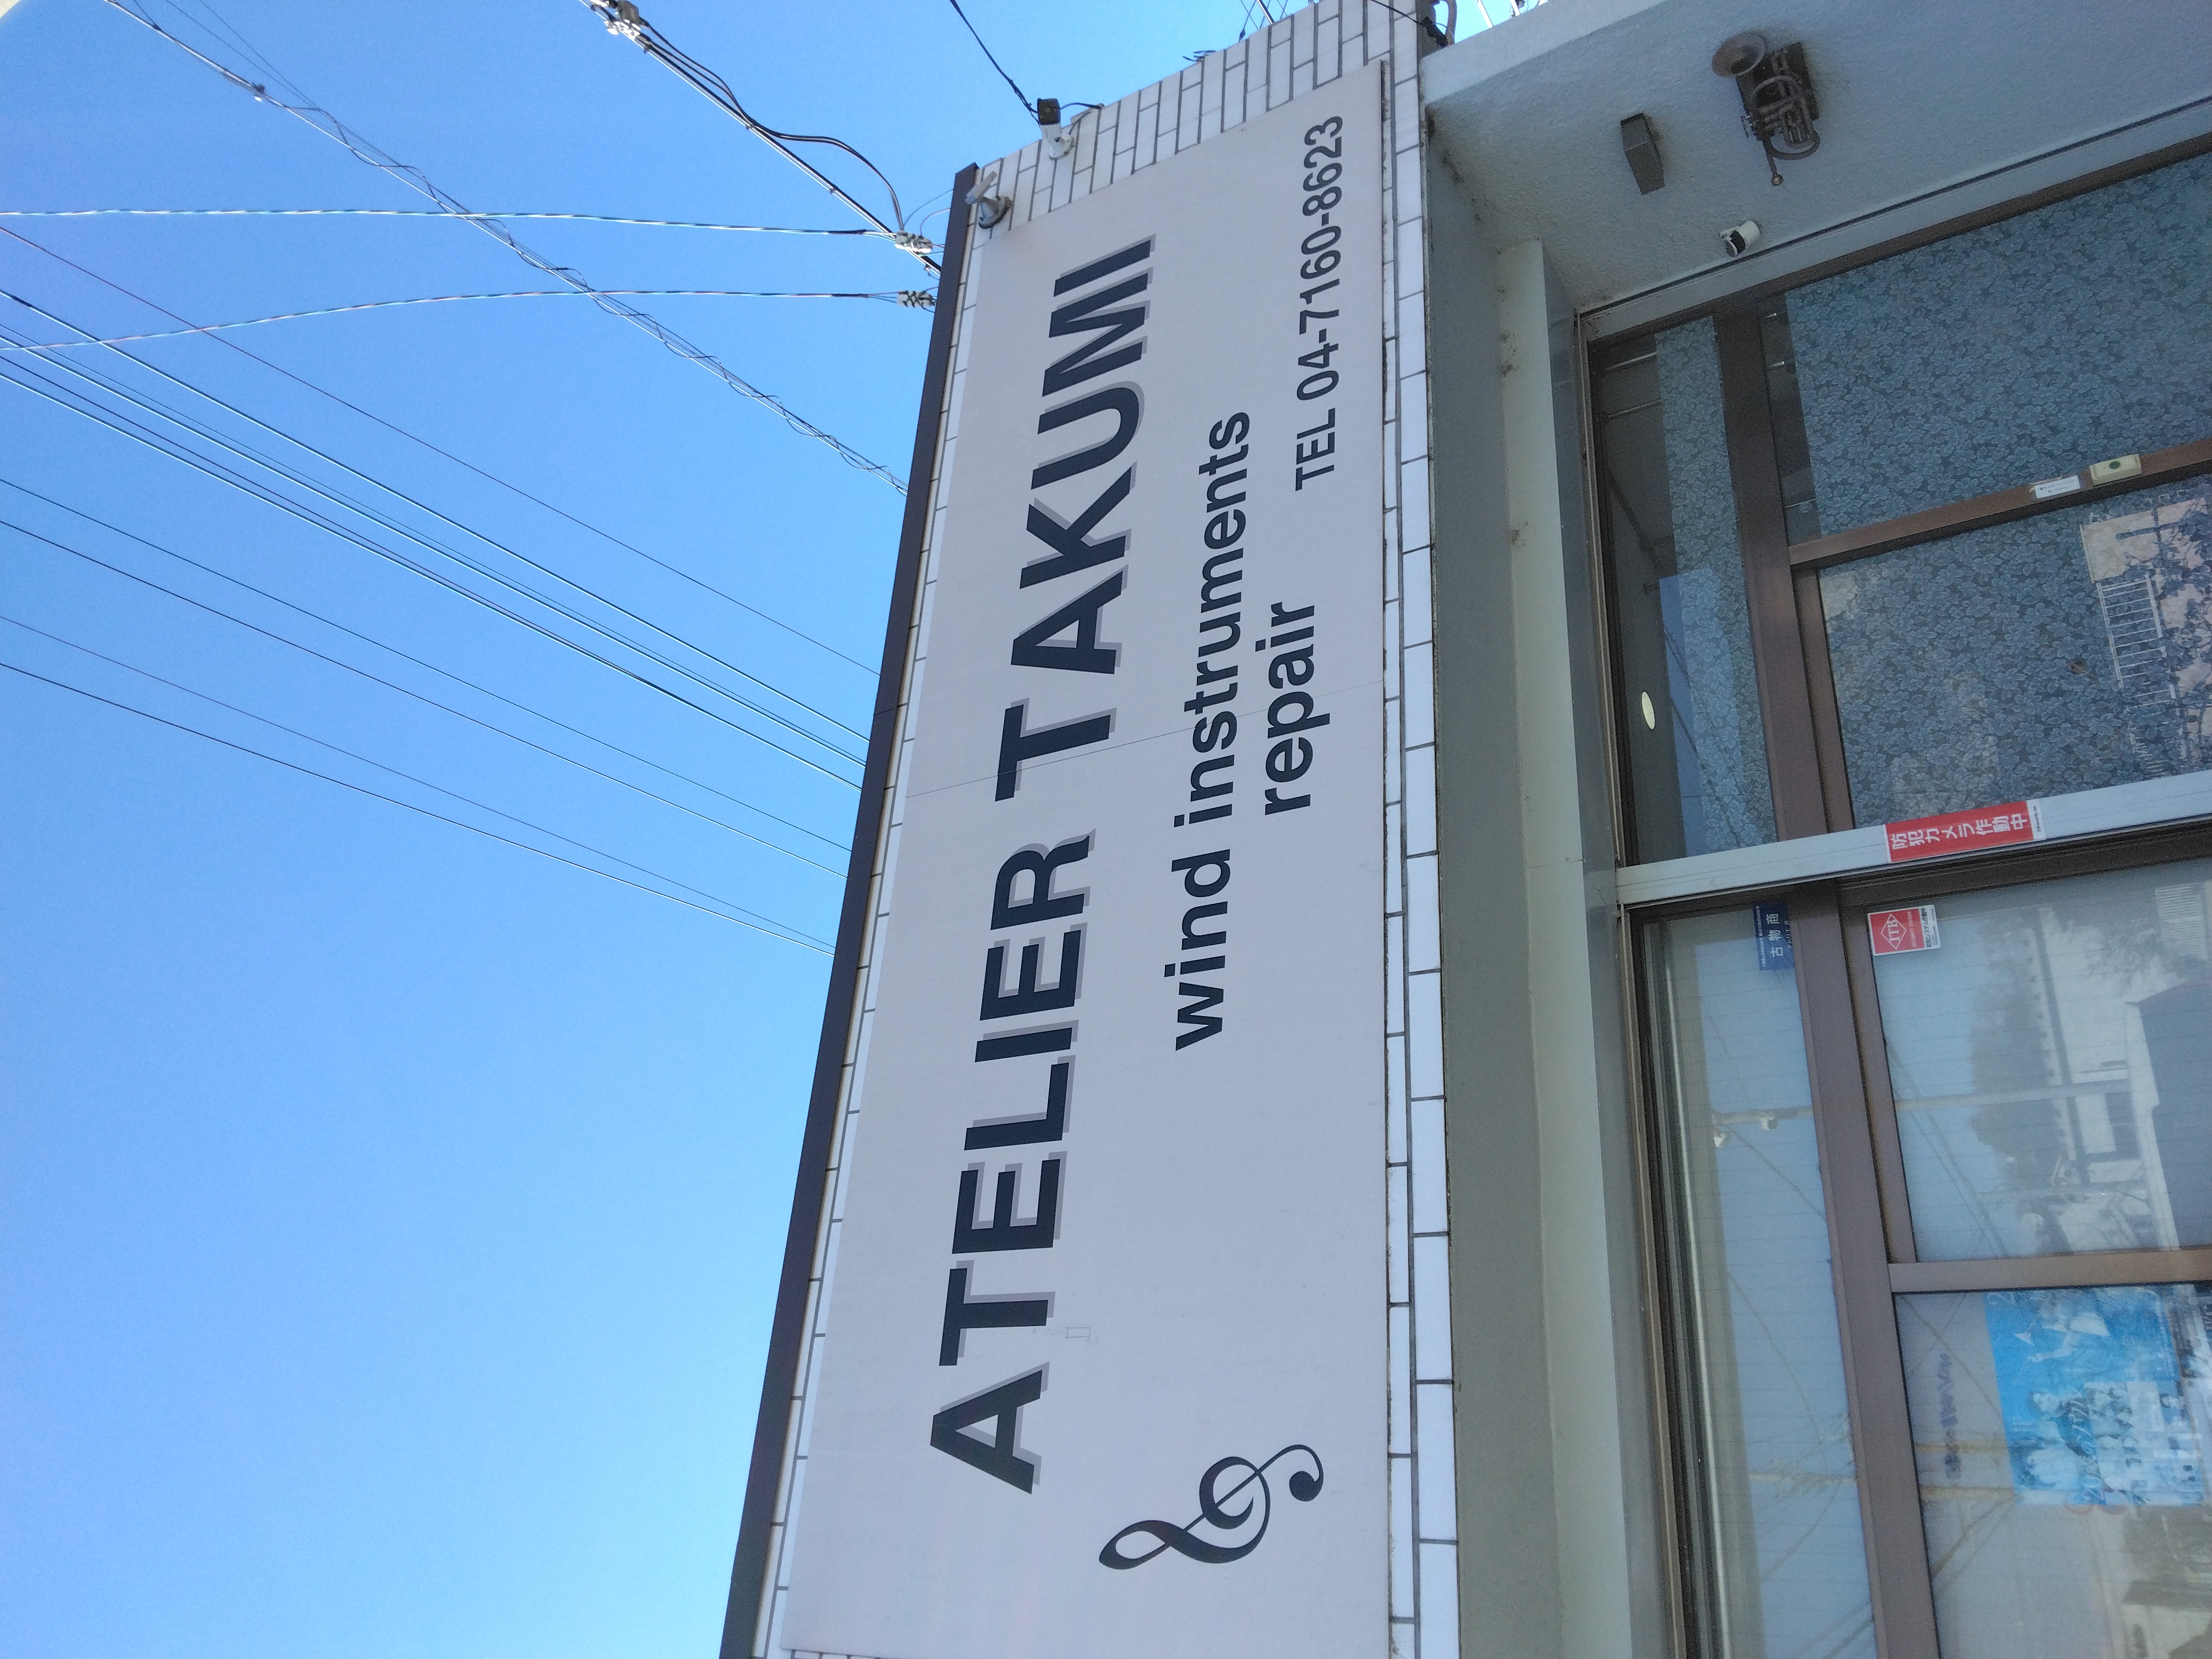 ATELIER TAKUMI
wind instruments
repair
TEL 04-7160-8623
防犯カメラ作動中
古物商